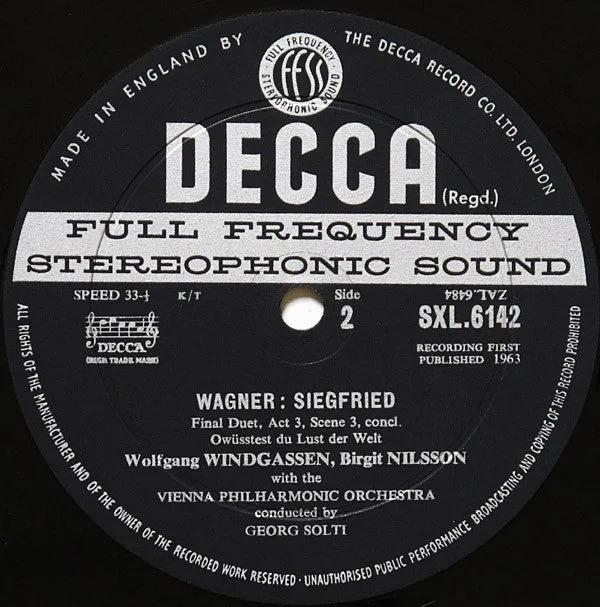 MADE IN ENGLAND BY
THE DECCA RECORD CO. LTD. LONDON
FULL FREQUENCY
ffss
STEREOPHONIC SOUND
DECCA (Regd.)
FULL FREQUENCY
STEREOPHONIC SOUND
SPEED 33-⅓ K/T
Side
2
ZAL.6484
SXL.6142
DECCA
(REGD. TRADE MARK)
RECORDING FIRST
PUBLISHED 1963
WAGNER : SIEGFRIED
Final Duet, Act 3, Scene 3, concl.
Owüsstest du Lust der Welt
Wolfgang WINDGASSEN, Birgit NILSSON
with the
VIENNA PHILHARMONIC ORCHESTRA
conducted by
GEORG SOLTI
ALL RIGHTS OF THE MANUFACTURER AND OF THE OWNER OF THE RECORDED WORK RESERVED · UNAUTHORISED PUBLIC PERFORMANCE BROADCASTING AND COPYING OF THIS RECORD PROHIBITED